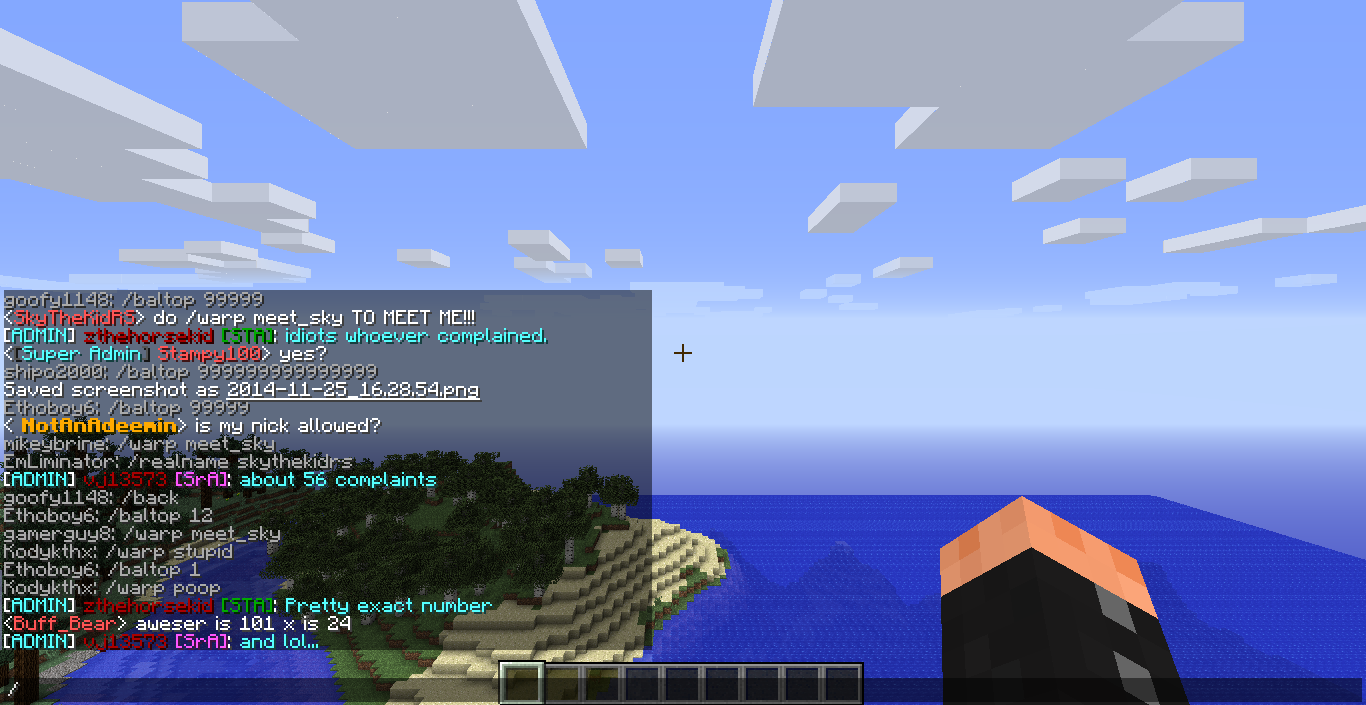 goofy1148: /baltop 99999
<SkyTheKidRS> do /warp meet_sky TO MEET ME!!!
[ADMIN] zthehorsekid [STA]: idiots whoever complained.
<[Super Admin] Stampy100> yes?
shipo2000: /baltop 9999999999999999
Saved screenshot as 2014-11-25_16.28.54.png
Ethoboy6: /baltop 99999
< NotAnAdeemin> is my nick allowed?
mikeybrine: /warp meet_sky
EmLiminator: /realname skythekidrs
[ADMIN] vj13573 [SrA]: about 56 complaints
goofy1148: /back
Ethoboy6: /baltop 12
gamerguy8: /warp meet_sky
Kodykthx: /warp stupid
Ethoboy6: /baltop 1
Kodykthx: /warp poop
[ADMIN] zthehorsekid [STA]: Pretty exact number
<Buff_Bear> aweser is 101 x is 24
[ADMIN] vj13573 [SrA]: and lol...
/